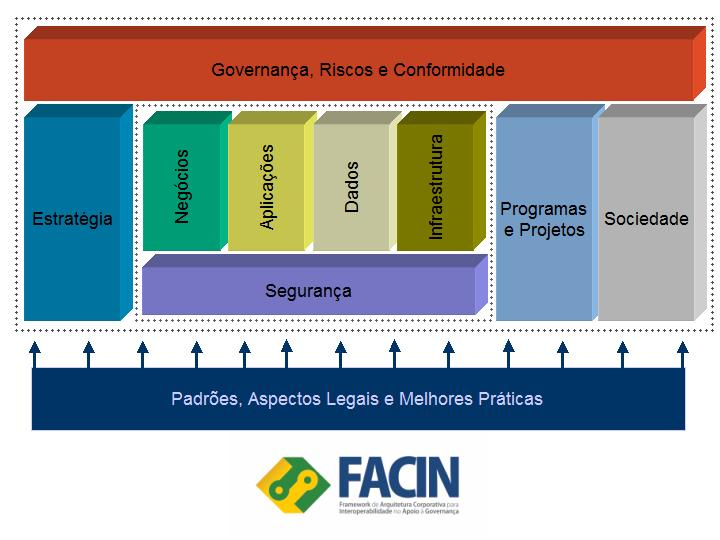 Governança, Riscos e Conformidade
Estratégia
Negócios
Aplicações
Dados
Infraestrutura
Programas
e Projetos
Sociedade
Segurança
Padrões, Aspectos Legais e Melhores Práticas
FACIN
Framework de Arquitetura Corporativa para
Interoperabilidade no Apoio à Governança